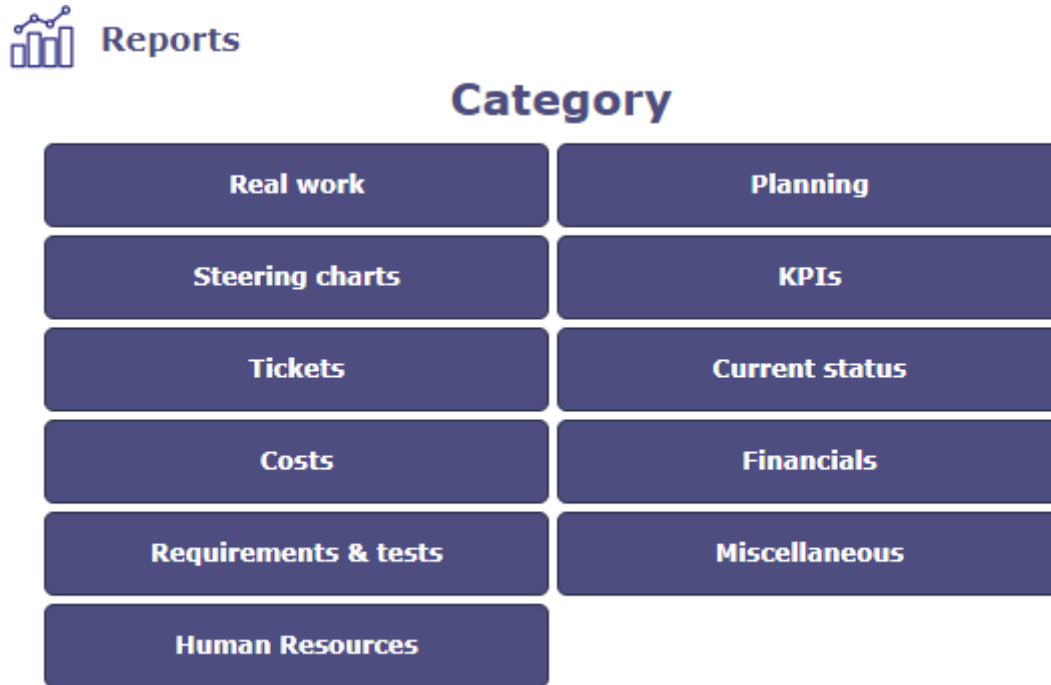 Reports
Category
Real work
Planning
Steering charts
KPIs
Tickets
Current status
Costs
Financials
Requirements & tests
Miscellaneous
Human Resources